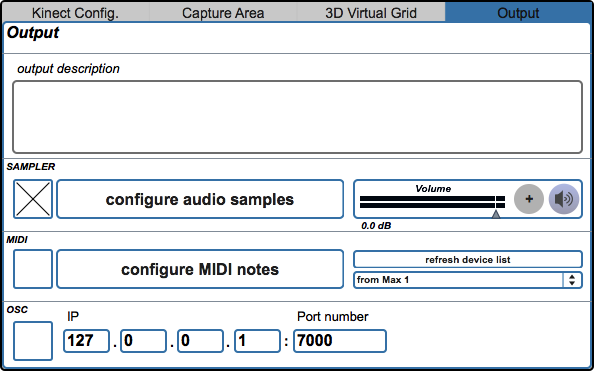 Kinect Config. Capture Area 3D Virtual Grid Output
Output
output description
SAMPLER
configure audio samples
Volume
+
0.0 dB
MIDI
configure MIDI notes
refresh device list
from Max 1
OSC
IP Port number
127 . 0 . 0 . 1 : 7000